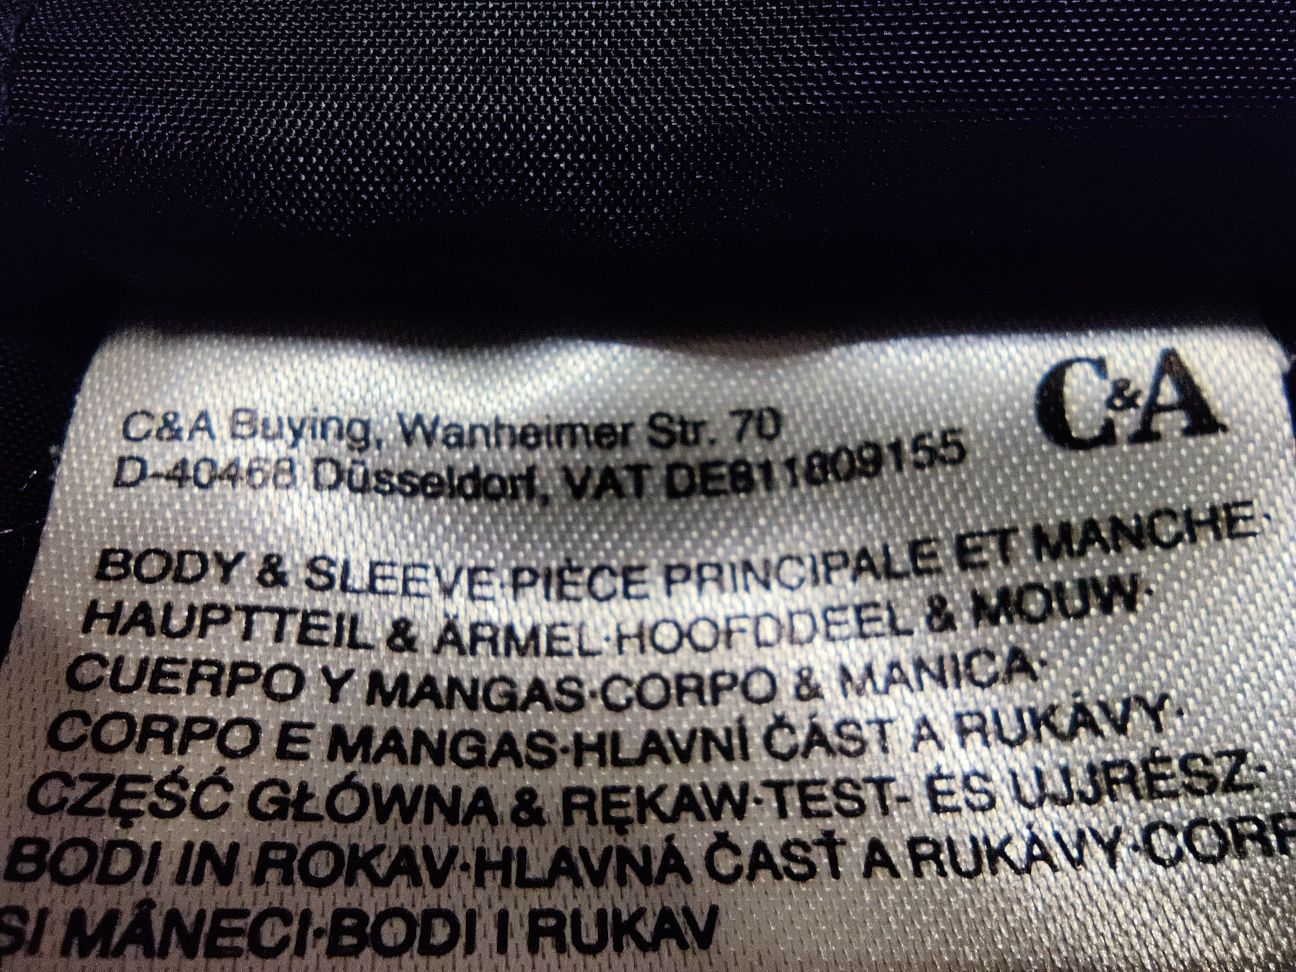 C&A
C&A Buying, Wanheimer Str. 70
D-40468 Düsseldorf, VAT DE811809155
BODY & SLEEVE·PIÈCE PRINCIPALE ET MANCHE·
HAUPTTEIL & ÄRMEL·HOOFDDEEL & MOUW·
CUERPO Y MANGAS·CORPO & MANICA·
CORPO E MANGAS·HLAVNÍ ČÁST A RUKÁVY·
CZĘŚĆ GŁÓWNA & RĘKAW·TEST- ÉS UJJRÉSZ·
BODI IN ROKAV·HLAVNÁ ČASŤ A RUKÁVY·CORP
SI MÂNECI·BODI I RUKAV